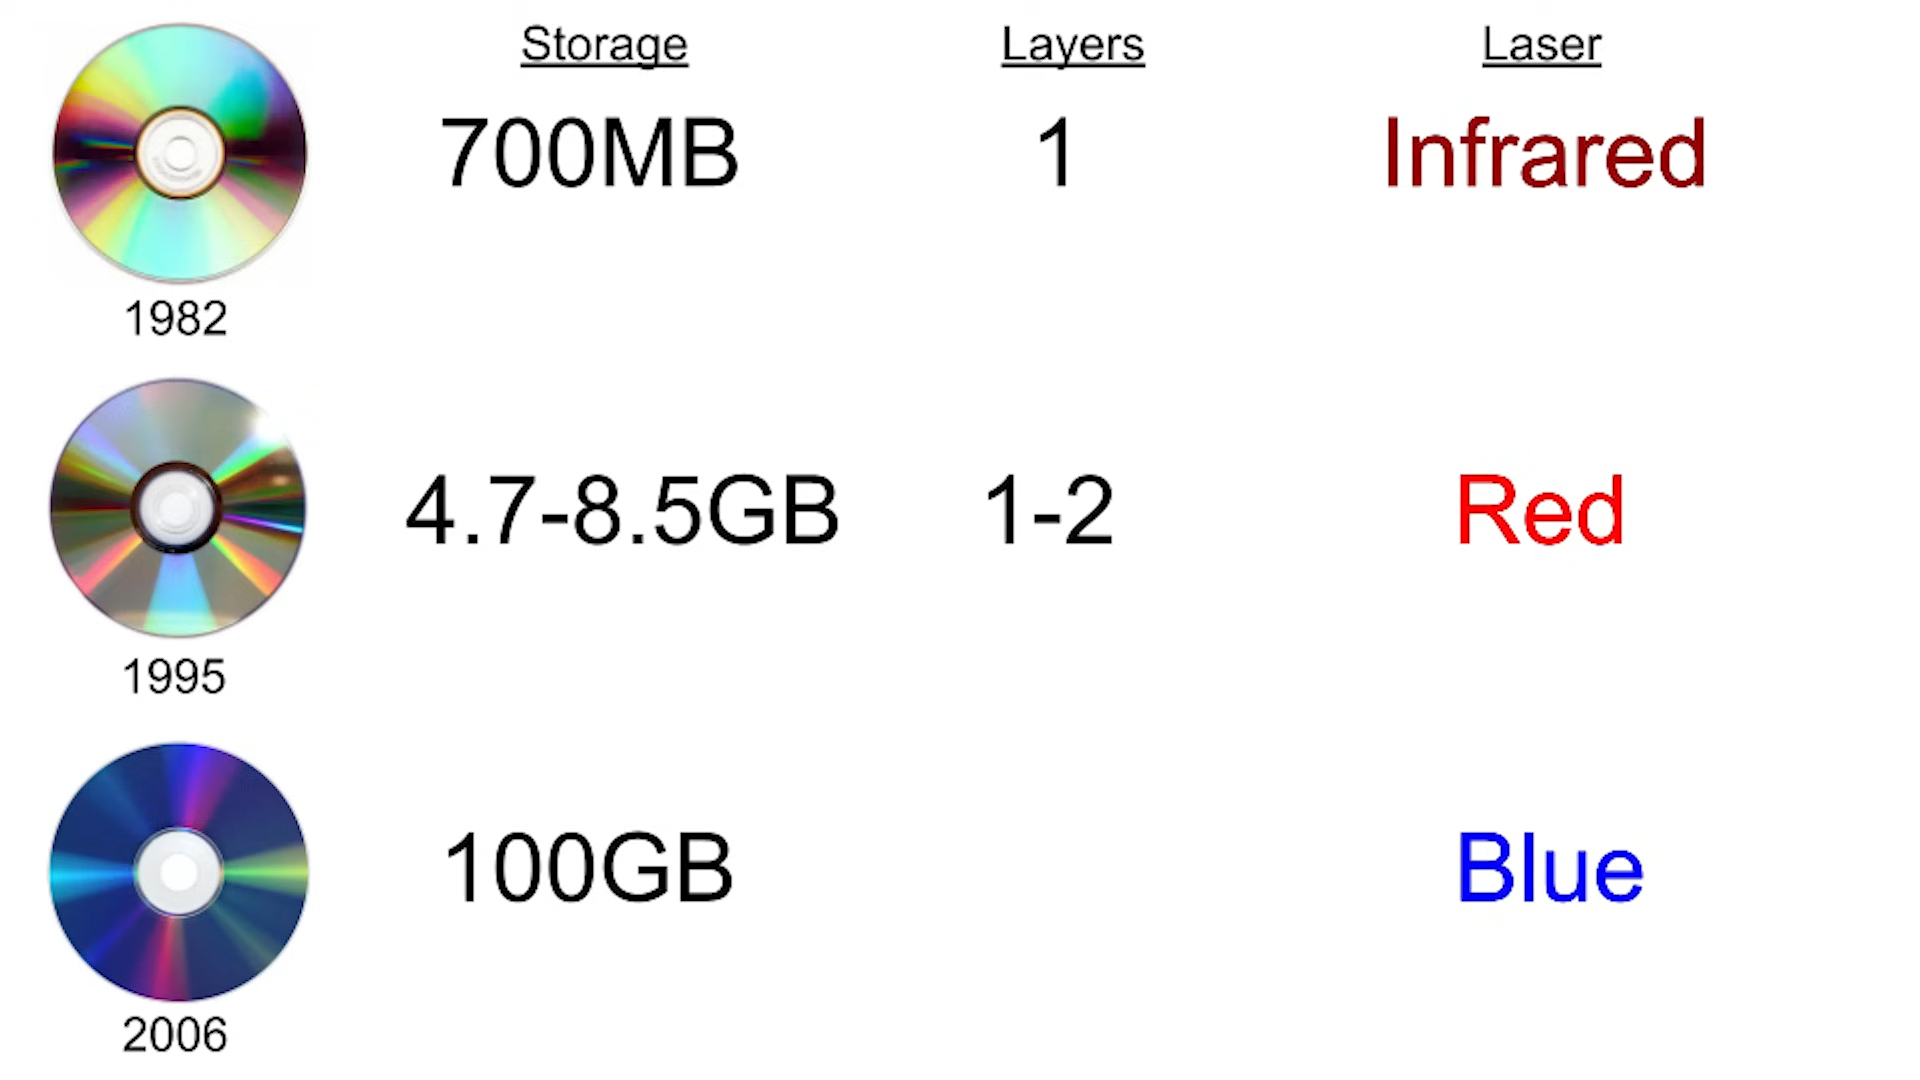 Storage Layers Laser
700MB 1 Infrared
1982
4.7-8.5GB 1-2 Red
1995
100GB Blue
2006